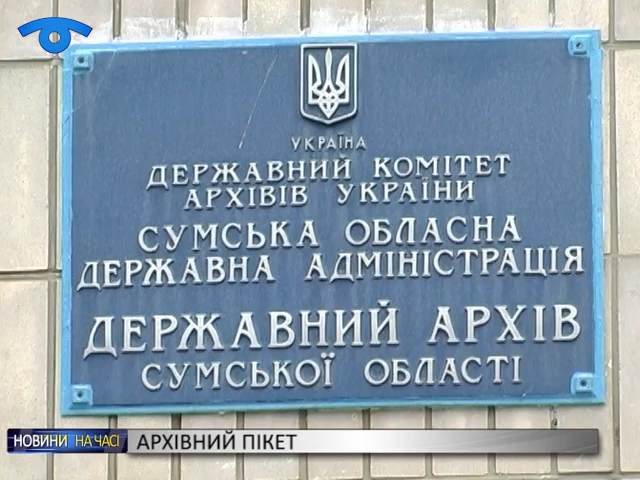 УКРАЇНА
ДЕРЖАВНИЙ КОМІТЕТ
АРХІВІВ УКРАЇНИ
СУМСЬКА ОБЛАСНА
ДЕРЖАВНА АДМІНІСТРАЦІЯ
ДЕРЖАВНИЙ АРХІВ
СУМСЬКОЇ ОБЛАСТІ
НОВИНИ НА ЧАСІ АРХІВНИЙ ПІКЕТ